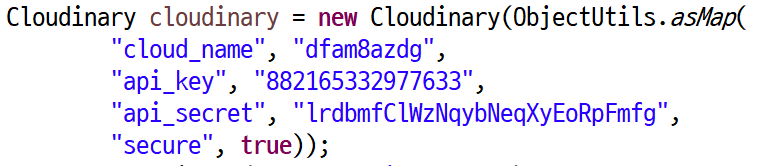 Cloudinary cloudinary = new Cloudinary(ObjectUtils.asMap(
"cloud_name", "dfam8azdg",
"api_key", "882165332977633",
"api_secret", "lrdbmfClWzNqybNeqXyEoRpFmfg",
"secure", true));